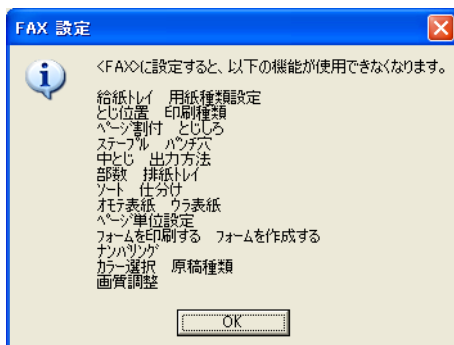 FAX 設定
<FAX>に設定すると、以下の機能が使用できなくなります。
給紙トレイ 用紙種類設定
とじ位置 印刷種類
ページ割付 とじしろ
ステープル パンチ穴
中とじ 出力方法
部数 排紙トレイ
ソート 仕分け
オモテ表紙 ウラ表紙
ページ単位設定
フォームを印刷する フォームを作成する
ナンバリング
カラー選択 原稿種類
画質調整
OK